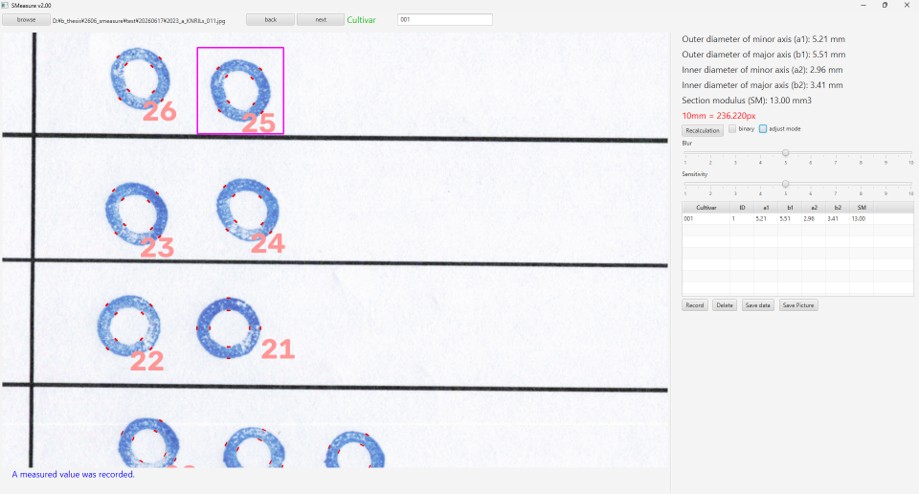 SMeasure v2.00
browse D:¥b_thesis¥2606_smeasure¥test¥20260617¥2023_a_KNRILs_011.jpg back next Cultivar 001
26
25
23
24
22
21
A measured value was recorded.
Outer diameter of minor axis (a1): 5.21 mm
Outer diameter of major axis (b1): 5.51 mm
Inner diameter of minor axis (a2): 2.96 mm
Inner diameter of major axis (b2): 3.41 mm
Section modulus (SM): 13.00 mm3
10mm = 236.220px
Recalculation binary adjust mode
Blur
1 2 3 4 5 6 7 8 9 10
Sensitivity
1 2 3 4 5 6 7 8 9 10
Cultivar ID a1 b1 a2 b2 SM
001 1 5.21 5.51 2.96 3.41 13.00
Record Delete Save data Save Picture